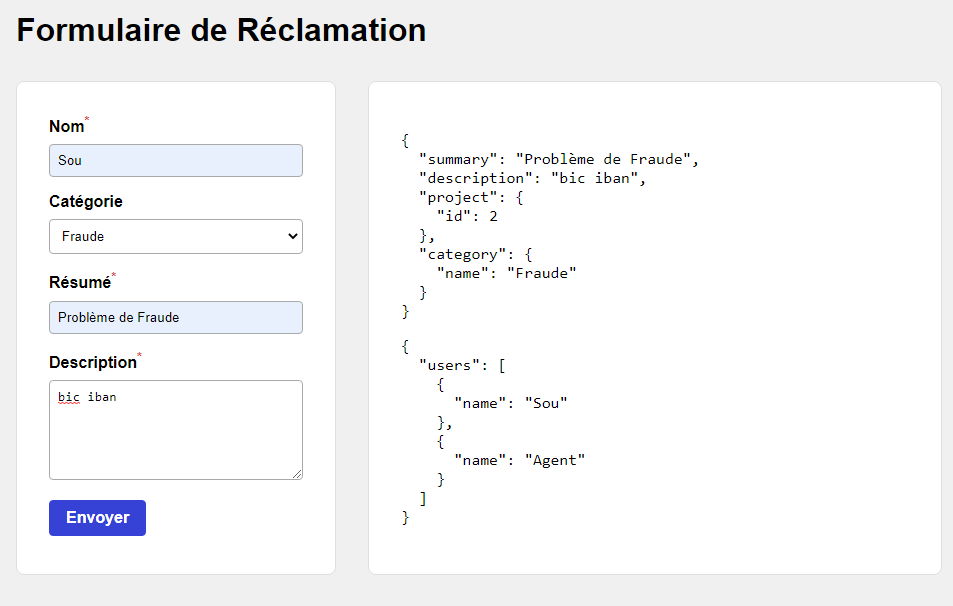 Formulaire de Réclamation
Nom*
Sou
Catégorie
Fraude
Résumé*
Problème de Fraude
Description*
bic iban
Envoyer
{
  "summary": "Problème de Fraude",
  "description": "bic iban",
  "project": {
    "id": 2
  },
  "category": {
    "name": "Fraude"
  }
}
{
  "users": [
    {
      "name": "Sou"
    },
    {
      "name": "Agent"
    }
  ]
}